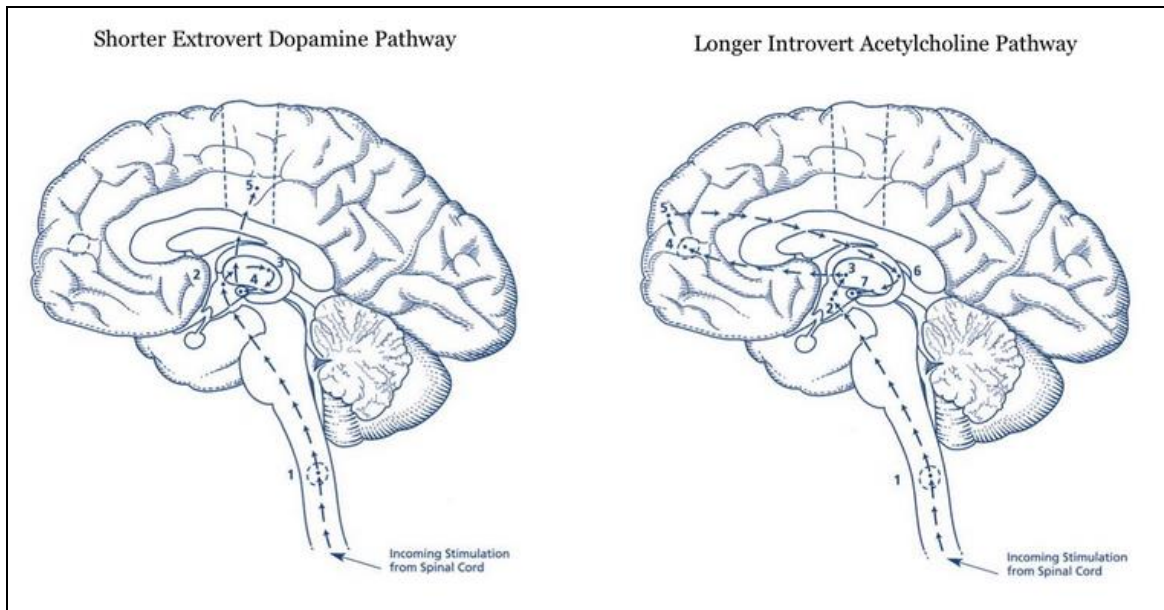 Shorter Extrovert Dopamine Pathway
5
2
3
4
1
Incoming Stimulation
from Spinal Cord
Longer Introvert Acetylcholine Pathway
5
4
3
6
7
2
1
Incoming Stimulation
from Spinal Cord